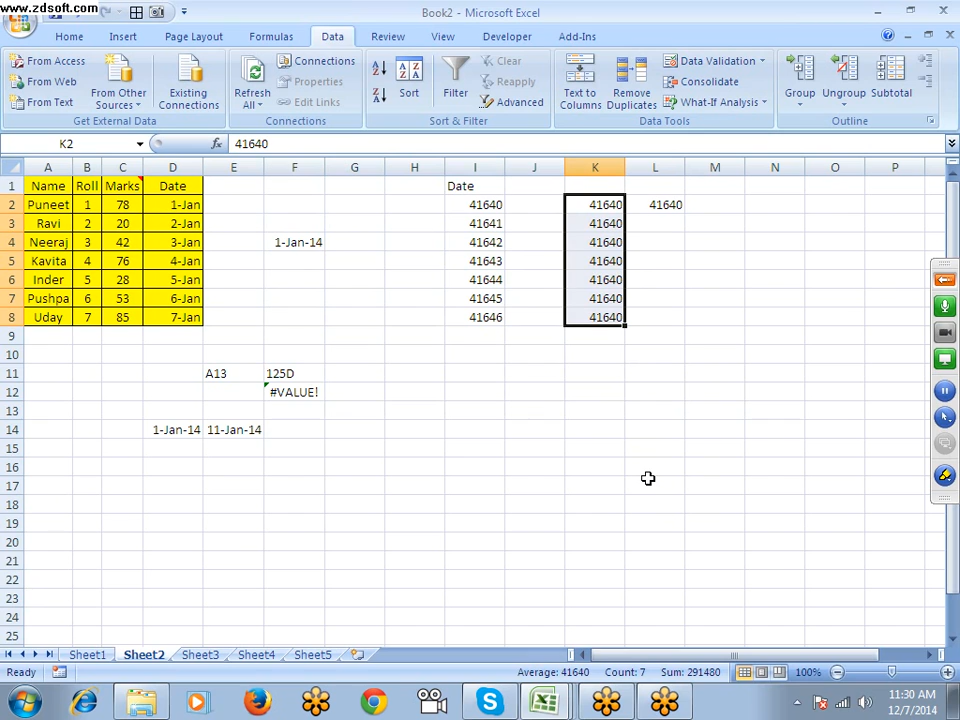 www.zdsoft.com
Book2 - Microsoft Excel
Home Insert Page Layout Formulas Data Review View Developer Add-Ins
From Access
From Web
From Text
From Other Sources
Existing Connections
Get External Data
Refresh All
Connections
Properties
Edit Links
Connections
Sort
Filter
Clear
Reapply
Advanced
Sort & Filter
Text to Columns
Remove Duplicates
Data Validation
Consolidate
What-If Analysis
Data Tools
Group
Ungroup
Subtotal
Outline
K2 fx 41640
A B C D E F G H I J K L M N O P
1 Name Roll Marks Date Date
2 Puneet 1 78 1-Jan 41640 41640 41640
3 Ravi 2 20 2-Jan 41641 41640
4 Neeraj 3 42 3-Jan 1-Jan-14 41642 41640
5 Kavita 4 76 4-Jan 41643 41640
6 Inder 5 28 5-Jan 41644 41640
7 Pushpa 6 53 6-Jan 41645 41640
8 Uday 7 85 7-Jan 41646 41640
9
10
11 A13 125D
12 #VALUE!
13
14 1-Jan-14 11-Jan-14
15
16
17
18
19
20
21
22
23
24
25
Sheet1 Sheet2 Sheet3 Sheet4 Sheet5
Ready Average: 41640 Count: 7 Sum: 291480 100%
11:30 AM
12/7/2014